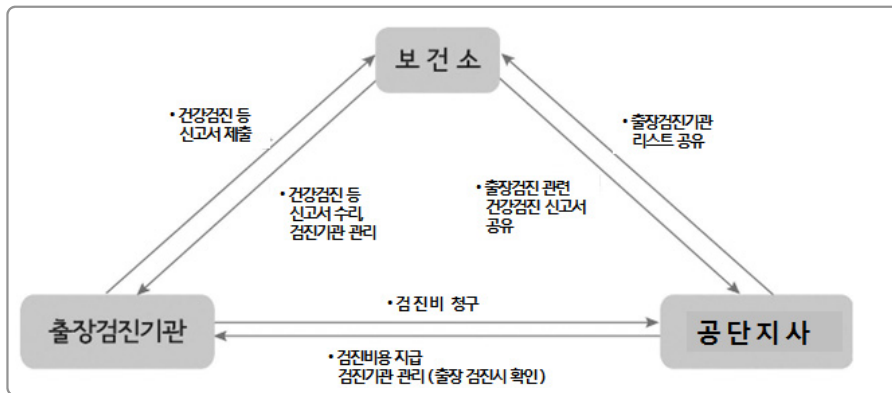 보건소
• 건강검진 등
신고서 제출
• 출장검진기관
리스트 공유
• 건강검진 등
신고서 수리,
검진기관 관리
• 출장검진 관련
건강검진 신고서
공유
출장검진기관
• 검진비 청구
공단지사
• 검진비용 지급
검진기관 관리 ( 출장 검진시 확인 )